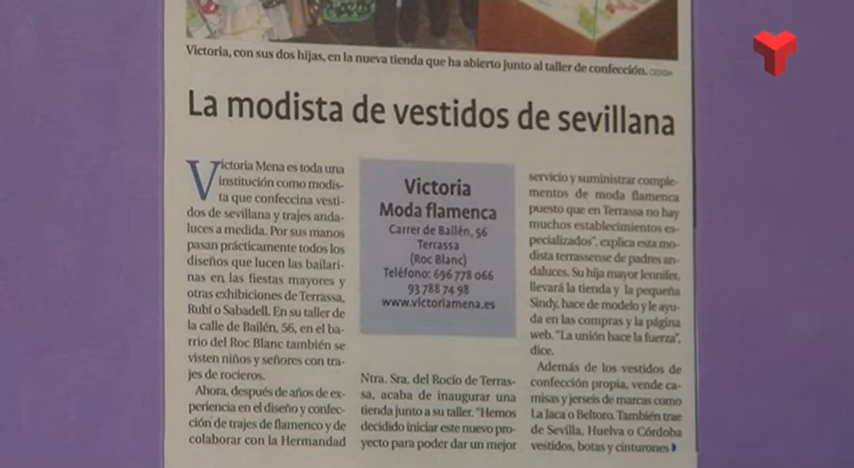 Victoria, con sus dos hijas, en la nueva tienda que ha abierto junto al taller de confección.
La modista de vestidos de sevillana
Victoria Mena es toda una
institución como modis-
ta que confeccina vesti-
dos de sevillana y trajes anda-
luces a medida. Por sus manos
pasan prácticamente todos los
diseños que lucen las bailari-
nas en las fiestas mayores y
otras exhibiciones de Terrassa,
Rubí o Sabadell. En su taller de
la calle de Bailén, 56, en el ba-
rrio del Roc Blanc también se
visten niños y señores con tra-
jes de rocieros.
Ahora, después de años de ex-
periencia en el diseño y confec-
ción de trajes de flamenco y de
colaborar con la Hermandad
Victoria
Moda flamenca
Carrer de Bailén, 56
Terrassa
(Roc Blanc)
Teléfono: 696 778 066
93 788 74 98
www.victoriamena.es
Ntra. Sra. del Rocío de Terras-
sa, acaba de inaugurar una
tienda junto a su taller. "Hemos
decidido iniciar este nuevo pro-
yecto para poder dar un mejor
servicio y suministrar comple-
mentos de moda flamenca
puesto que en Terrassa no hay
muchos establecimientos es-
pecializados", explica esta mo-
dista terrassense de padres an-
daluces. Su hija mayor Jennifer,
llevará la tienda y la pequeña
Sindy, hace de modelo y le ayu-
da en las compras y la página
web. "La unión hace la fuerza",
dice.
Además de los vestidos de
confección propia, vende ca-
misas y jerseis de marcas como
La Jaca o Beltoro. También trae
de Sevilla, Huelva o Córdoba
vestidos, botas y cinturones